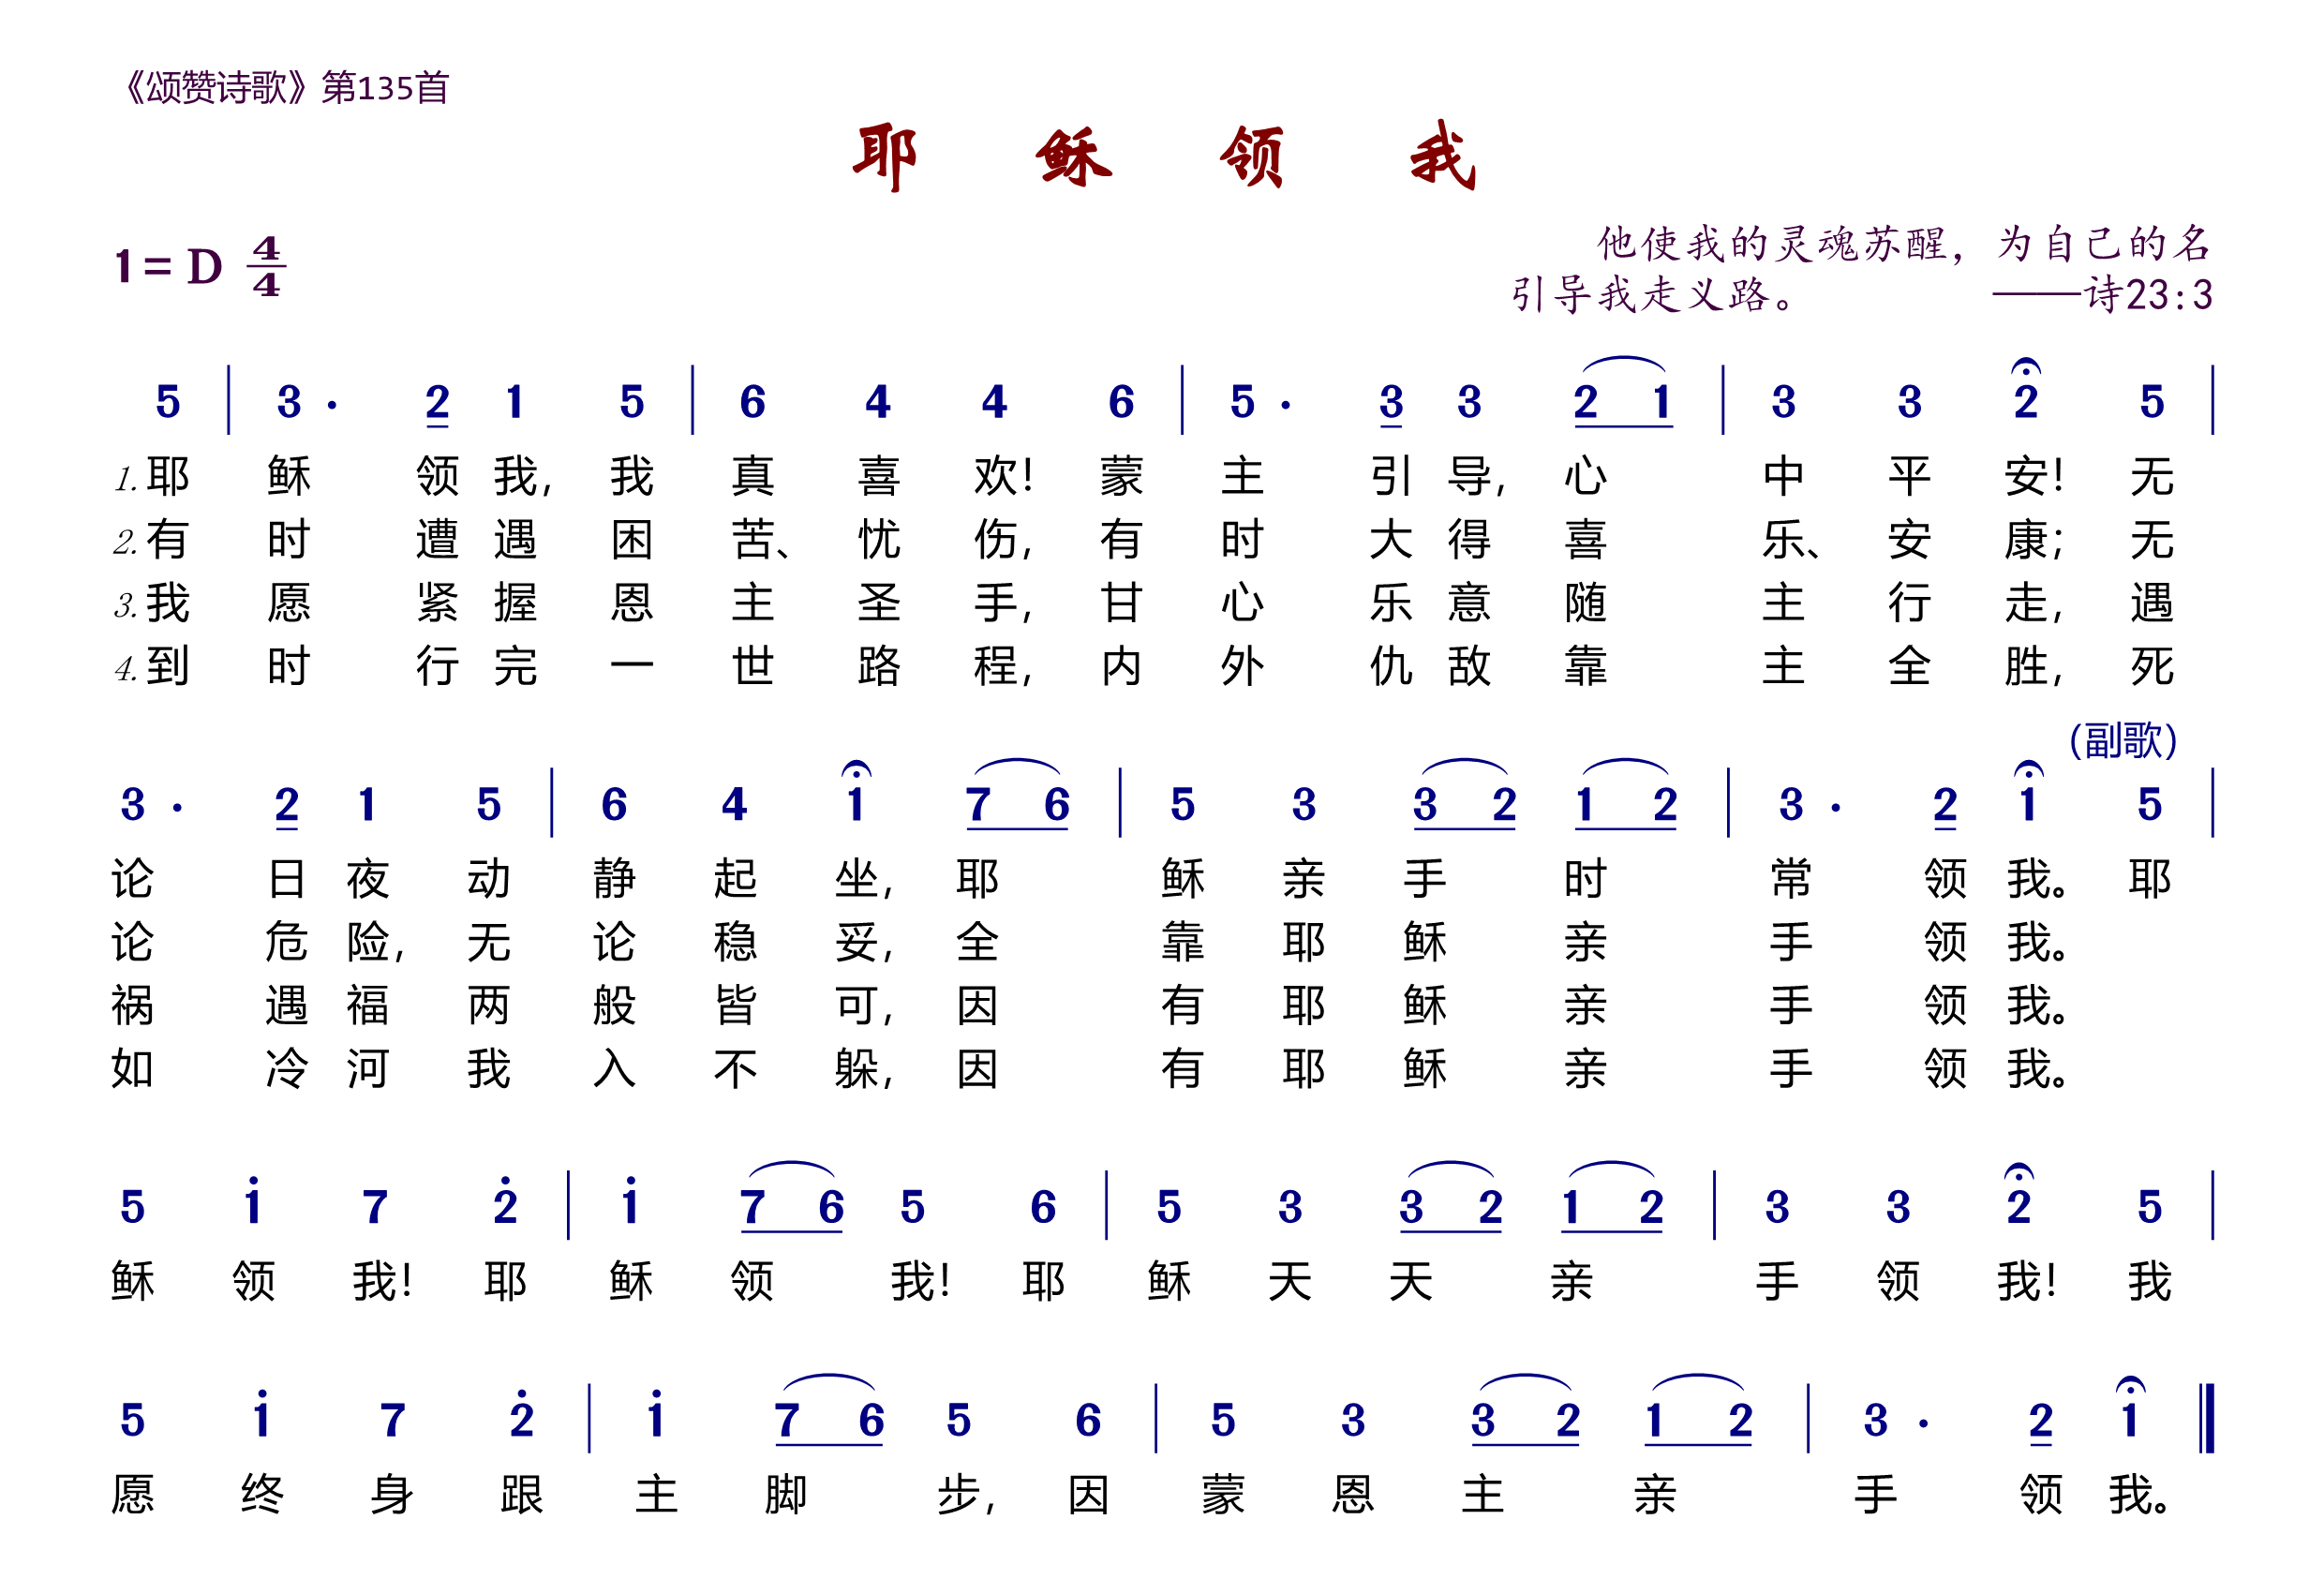 《颂赞诗歌》第135首
耶 稣 领 我
1=D 4/4
他使我的灵魂苏醒，为自己的名
引导我走义路。 ——诗23:3
5 | 3· 2 1 5 | 6 4 4 6 | 5· 3 3 2 1 | 3 3 2 5 |
1.耶 稣 领 我, 我 真 喜 欢! 蒙 主 引 导, 心 中 平 安! 无
2.有 时 遭 遇 困 苦、 忧 伤, 有 时 大 得 喜 乐、 安 康; 无
3.我 愿 紧 握 恩 主 圣 手, 甘 心 乐 意 随 主 行 走, 遇
4.到 时 行 完 一 世 路 程, 内 外 仇 敌 靠 主 全 胜, 死
(副歌)
3· 2 1 5 | 6 4 1 7 6 | 5 3 3 2 1 2 | 3· 2 1 5 |
论 日 夜 动 静 起 坐, 耶 稣 亲 手 时 常 领 我。 耶
论 危 险, 无 论 稳 妥, 全 靠 耶 稣 亲 手 领 我。
祸 遇 福 两 般 皆 可, 因 有 耶 稣 亲 手 领 我。
如 冷 河 我 入 不 躲, 因 有 耶 稣 亲 手 领 我。
5 1̇ 7 2̇ | 1̇ 7 6 5 6 | 5 3 3 2 1 2 | 3 3 2 5 |
稣 领 我! 耶 稣 领 我! 耶 稣 天 天 亲 手 领 我! 我
5 1̇ 7 2̇ | 1̇ 7 6 5 6 | 5 3 3 2 1 2 | 3· 2 1 ‖
愿 终 身 跟 主 脚 步, 因 蒙 恩 主 亲 手 领 我。